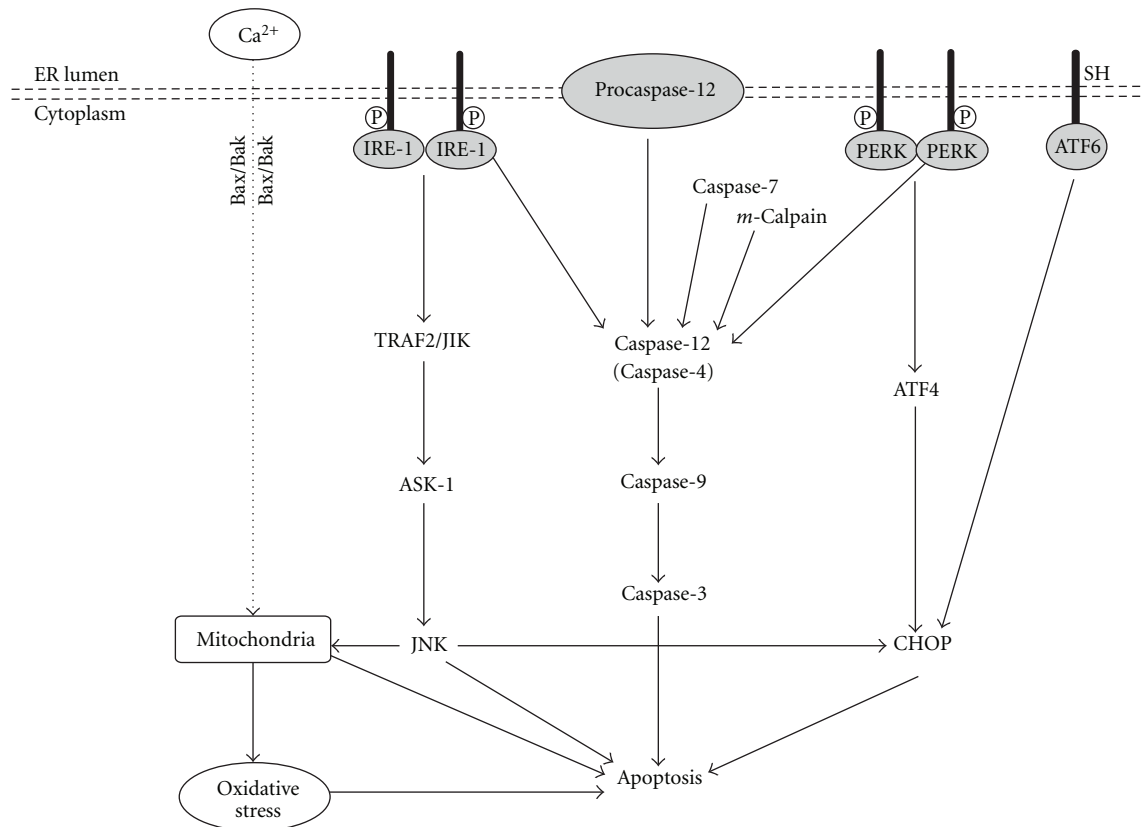 Ca²⁺
ER lumen
Cytoplasm
SH
Procaspase-12
P
P
P
P
IRE-1
IRE-1
PERK
PERK
ATF6
Bax/Bak
Bax/Bak
Caspase-7
m-Calpain
TRAF2/JIK
Caspase-12
(Caspase-4)
ATF4
ASK-1
Caspase-9
Caspase-3
Mitochondria
JNK
CHOP
Apoptosis
Oxidative
stress